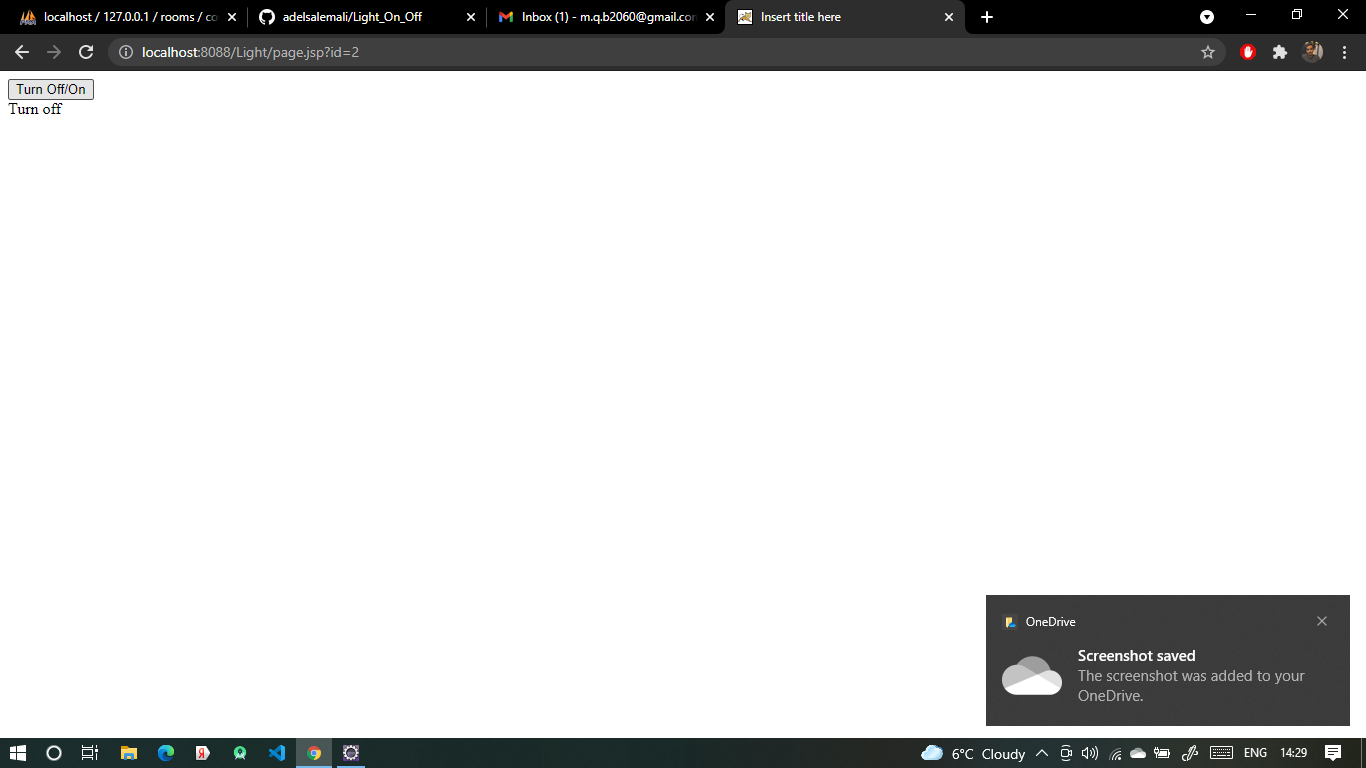 localhost / 127.0.0.1 / rooms / co
adelsalemali/Light_On_Off
Inbox (1) - m.q.b2060@gmail.con
Insert title here
localhost:8088/Light/page.jsp?id=2
Turn Off/On
Turn off
OneDrive
Screenshot saved
The screenshot was added to your
OneDrive.
6°C Cloudy
ENG
14:29